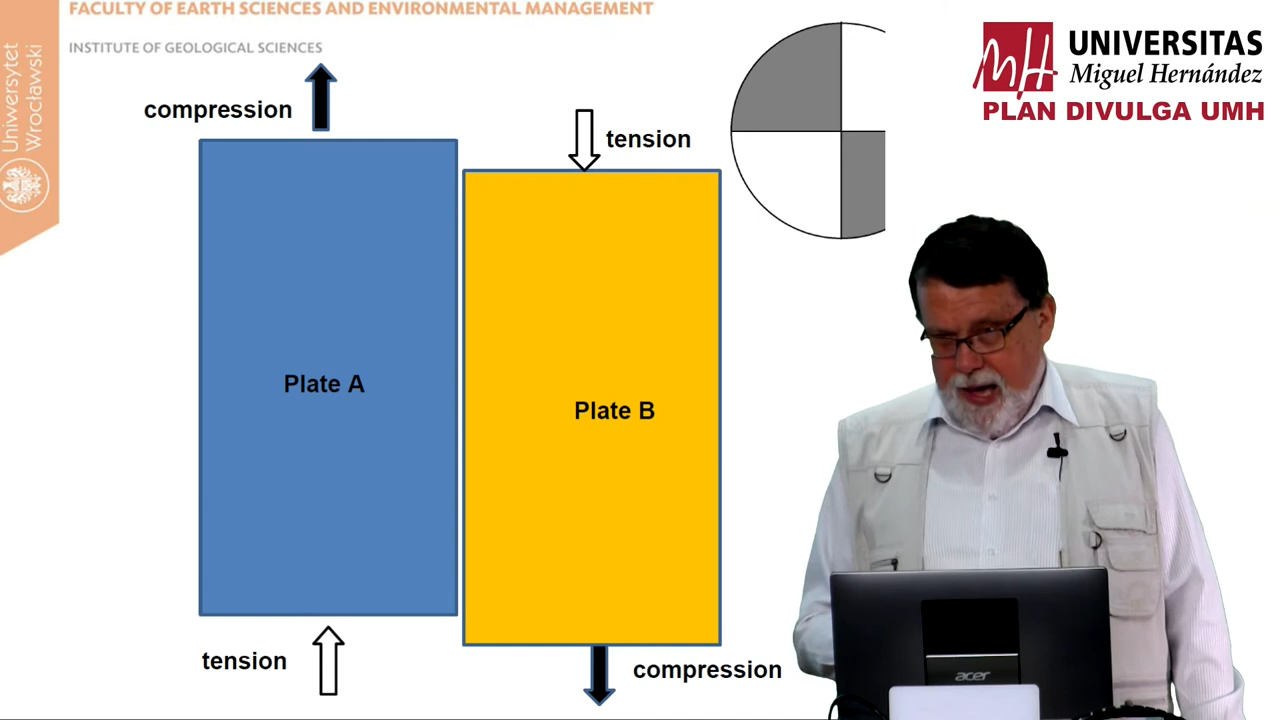 FACULTY OF EARTH SCIENCES AND ENVIRONMENTAL MANAGEMENT
INSTITUTE OF GEOLOGICAL SCIENCES
Uniwersytet
Wrocławski
UNIVERSITAS
Miguel Hernández
PLAN DIVULGA UMH
compression
tension
Plate A
Plate B
tension
compression
acer